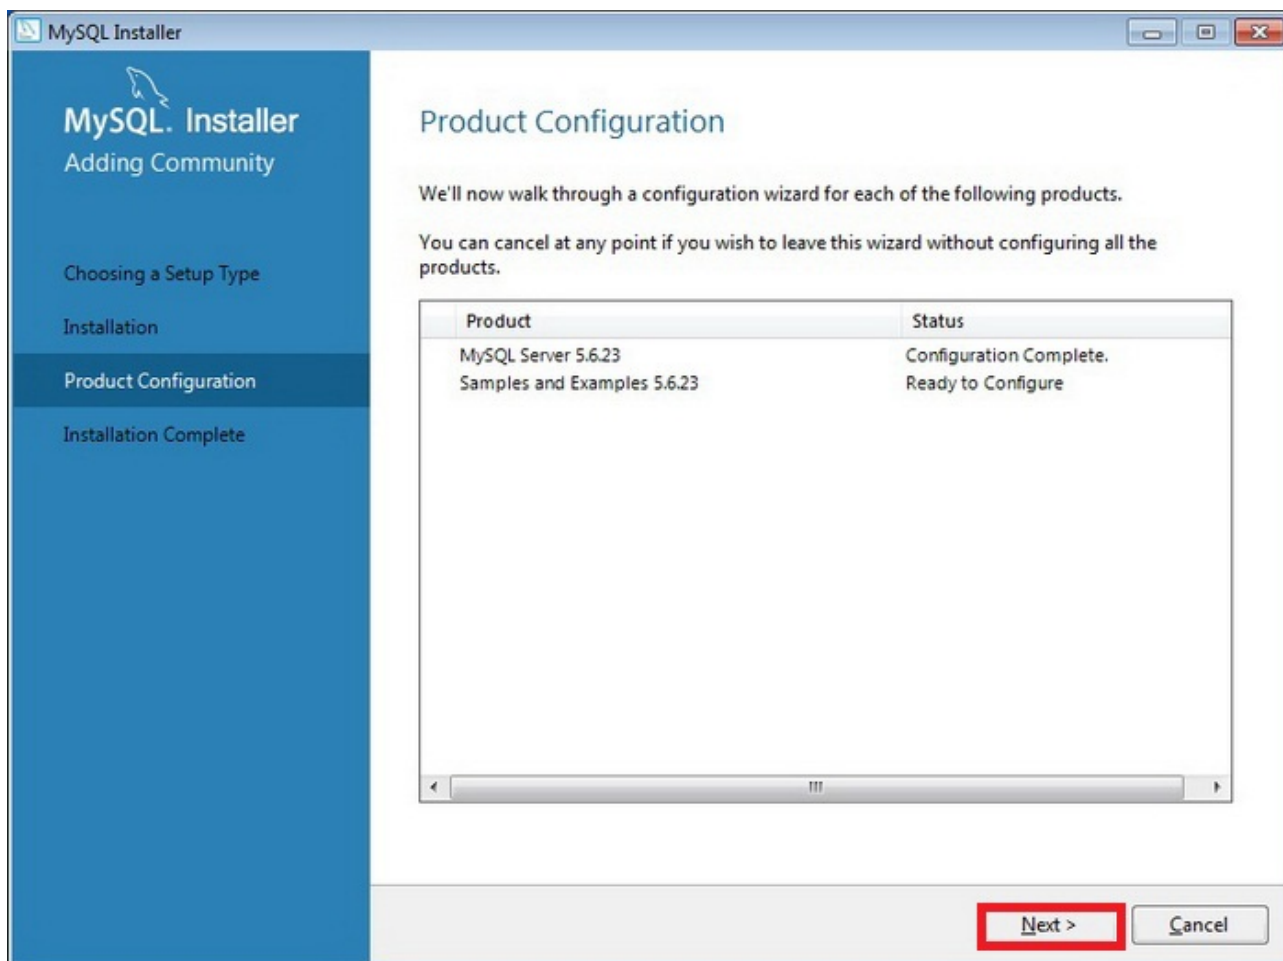 MySQL Installer
MySQL. Installer
Adding Community
Choosing a Setup Type
Installation
Product Configuration
Installation Complete
Product Configuration
We'll now walk through a configuration wizard for each of the following products.
You can cancel at any point if you wish to leave this wizard without configuring all the
products.
Product Status
MySQL Server 5.6.23 Configuration Complete.
Samples and Examples 5.6.23 Ready to Configure
Next > Cancel